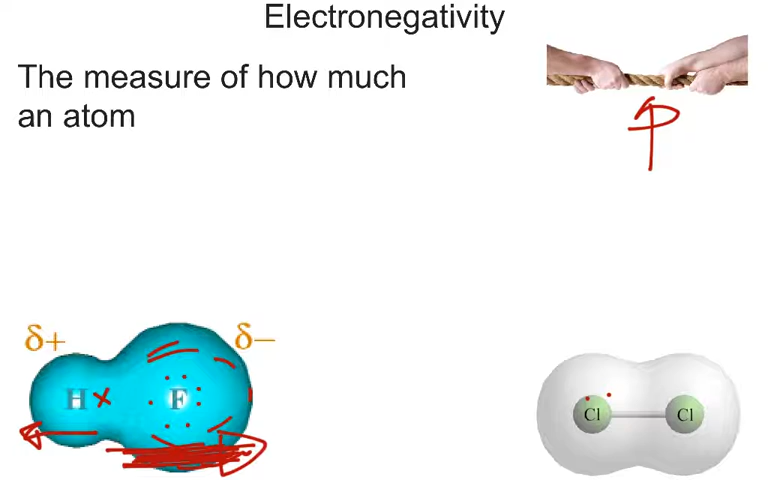 Electronegativity
The measure of how much
an atom
δ+
δ−
H
F
Cl
Cl